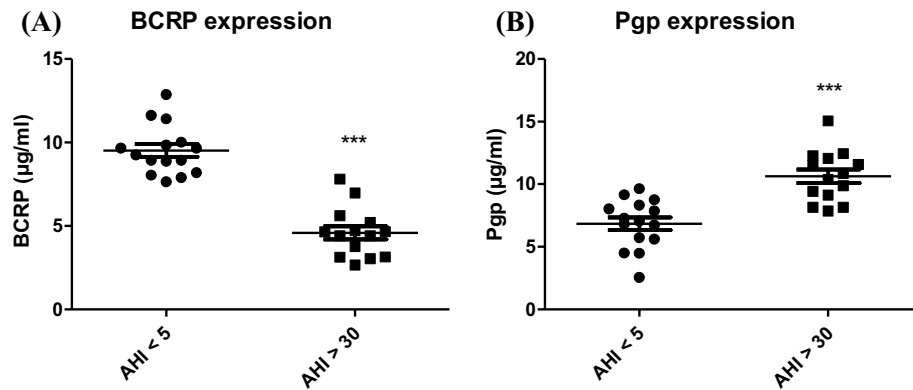 (A) BCRP expression
15
10
5
0
BCRP (μg/ml)
***
AHI < 5
AHI > 30
(B) Pgp expression
20
15
10
5
0
Pgp (μg/ml)
***
AHI < 5
AHI > 30